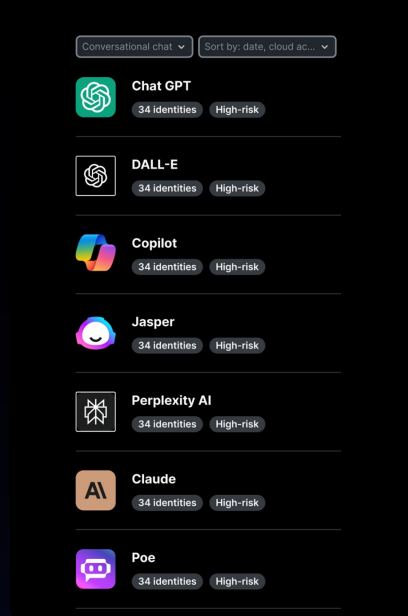 Conversational chat
Sort by: date, cloud ac...
Chat GPT
34 identities High-risk
DALL-E
34 identities High-risk
Copilot
34 identities High-risk
Jasper
34 identities High-risk
Perplexity AI
34 identities High-risk
A\
Claude
34 identities High-risk
Poe
34 identities High-risk